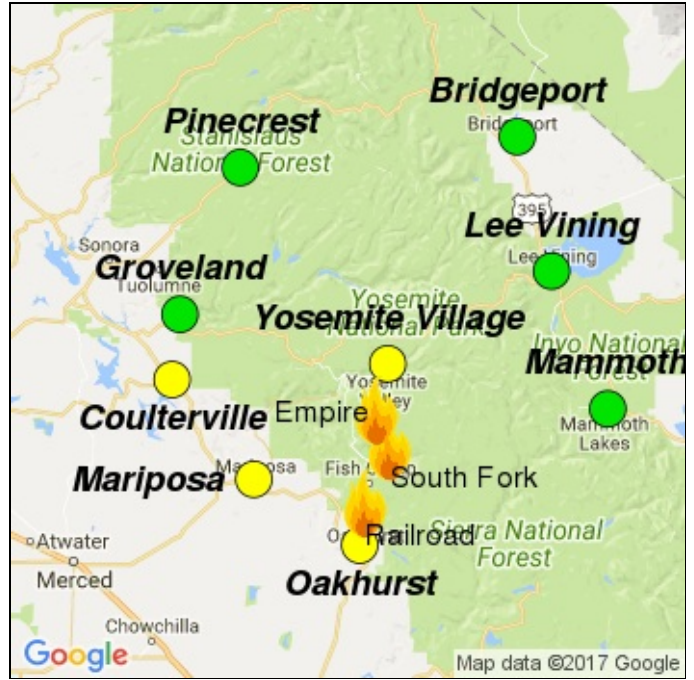 Bridgeport
Bridgeport
Pinecrest
Stanislaus
National Forest
395
Lee Vining
Lee Vining
Sonora
Groveland
Tuolumne
Yosemite
National Park
Yosemite Village
Inyo National
Forest
Mammoth
Yosemite
Valley
Coulterville
Empire
Mammoth
Lakes
Mariposa
Mariposa
Fish Camp
South Fork
Railroad
Sierra National
Forest
Atwater
Merced
Oakhurst
Chowchilla
Google
Map data ©2017 Google